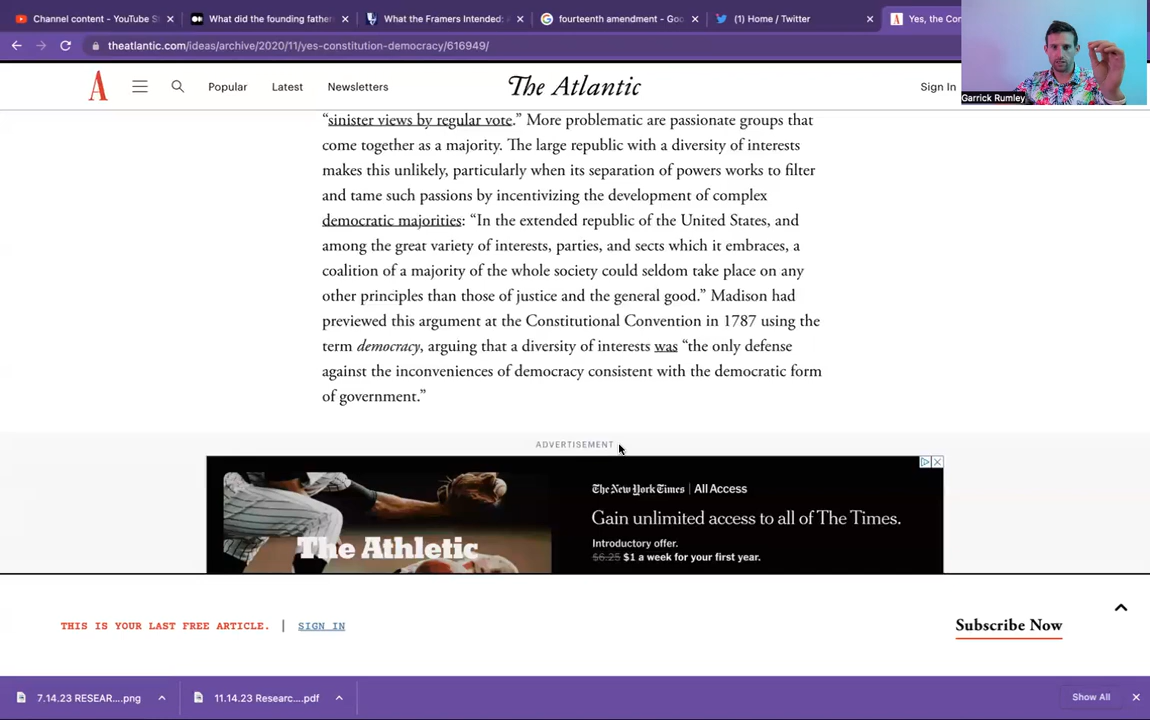 Channel content - YouTube S
What did the founding father
What the Framers Intended:
fourteenth amendment - Goo
(1) Home / Twitter
Yes, the Con
theatlantic.com/ideas/archive/2020/11/yes-constitution-democracy/616949/
Garrick Rumley
Popular
Latest
Newsletters
The Atlantic
Sign In
“sinister views by regular vote.” More problematic are passionate groups that
come together as a majority. The large republic with a diversity of interests
makes this unlikely, particularly when its separation of powers works to filter
and tame such passions by incentivizing the development of complex
democratic majorities: “In the extended republic of the United States, and
among the great variety of interests, parties, and sects which it embraces, a
coalition of a majority of the whole society could seldom take place on any
other principles than those of justice and the general good.” Madison had
previewed this argument at the Constitutional Convention in 1787 using the
term democracy, arguing that a diversity of interests was “the only defense
against the inconveniences of democracy consistent with the democratic form
of government.”
ADVERTISEMENT
The Athletic
The New York Times | All Access
Gain unlimited access to all of The Times.
Introductory offer.
$6.25 $1 a week for your first year.
THIS IS YOUR LAST FREE ARTICLE. | SIGN IN
Subscribe Now
7.14.23 RESEAR....png
11.14.23 Researc....pdf
Show All